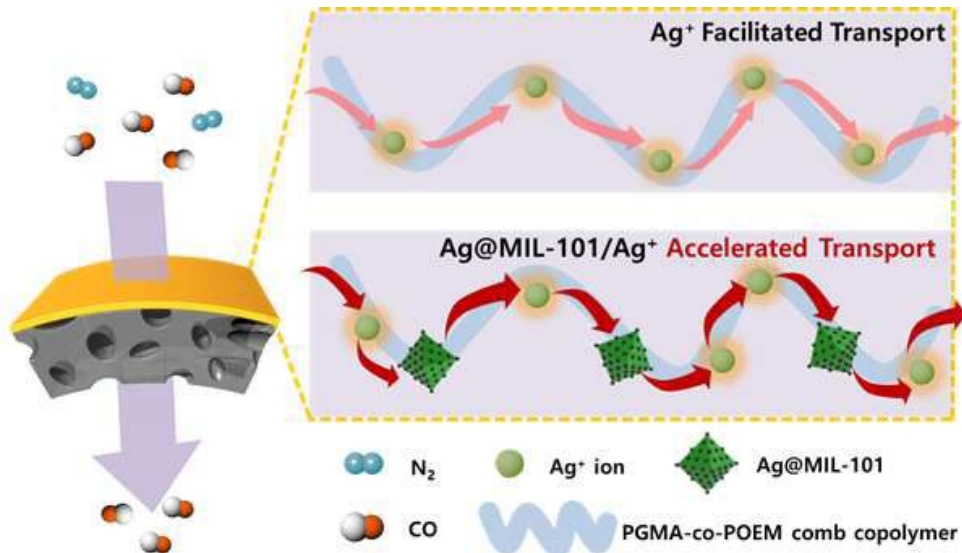 Ag⁺ Facilitated Transport
Ag@MIL-101/Ag⁺ Accelerated Transport
N₂
Ag⁺ ion
Ag@MIL-101
CO
PGMA-co-POEM comb copolymer